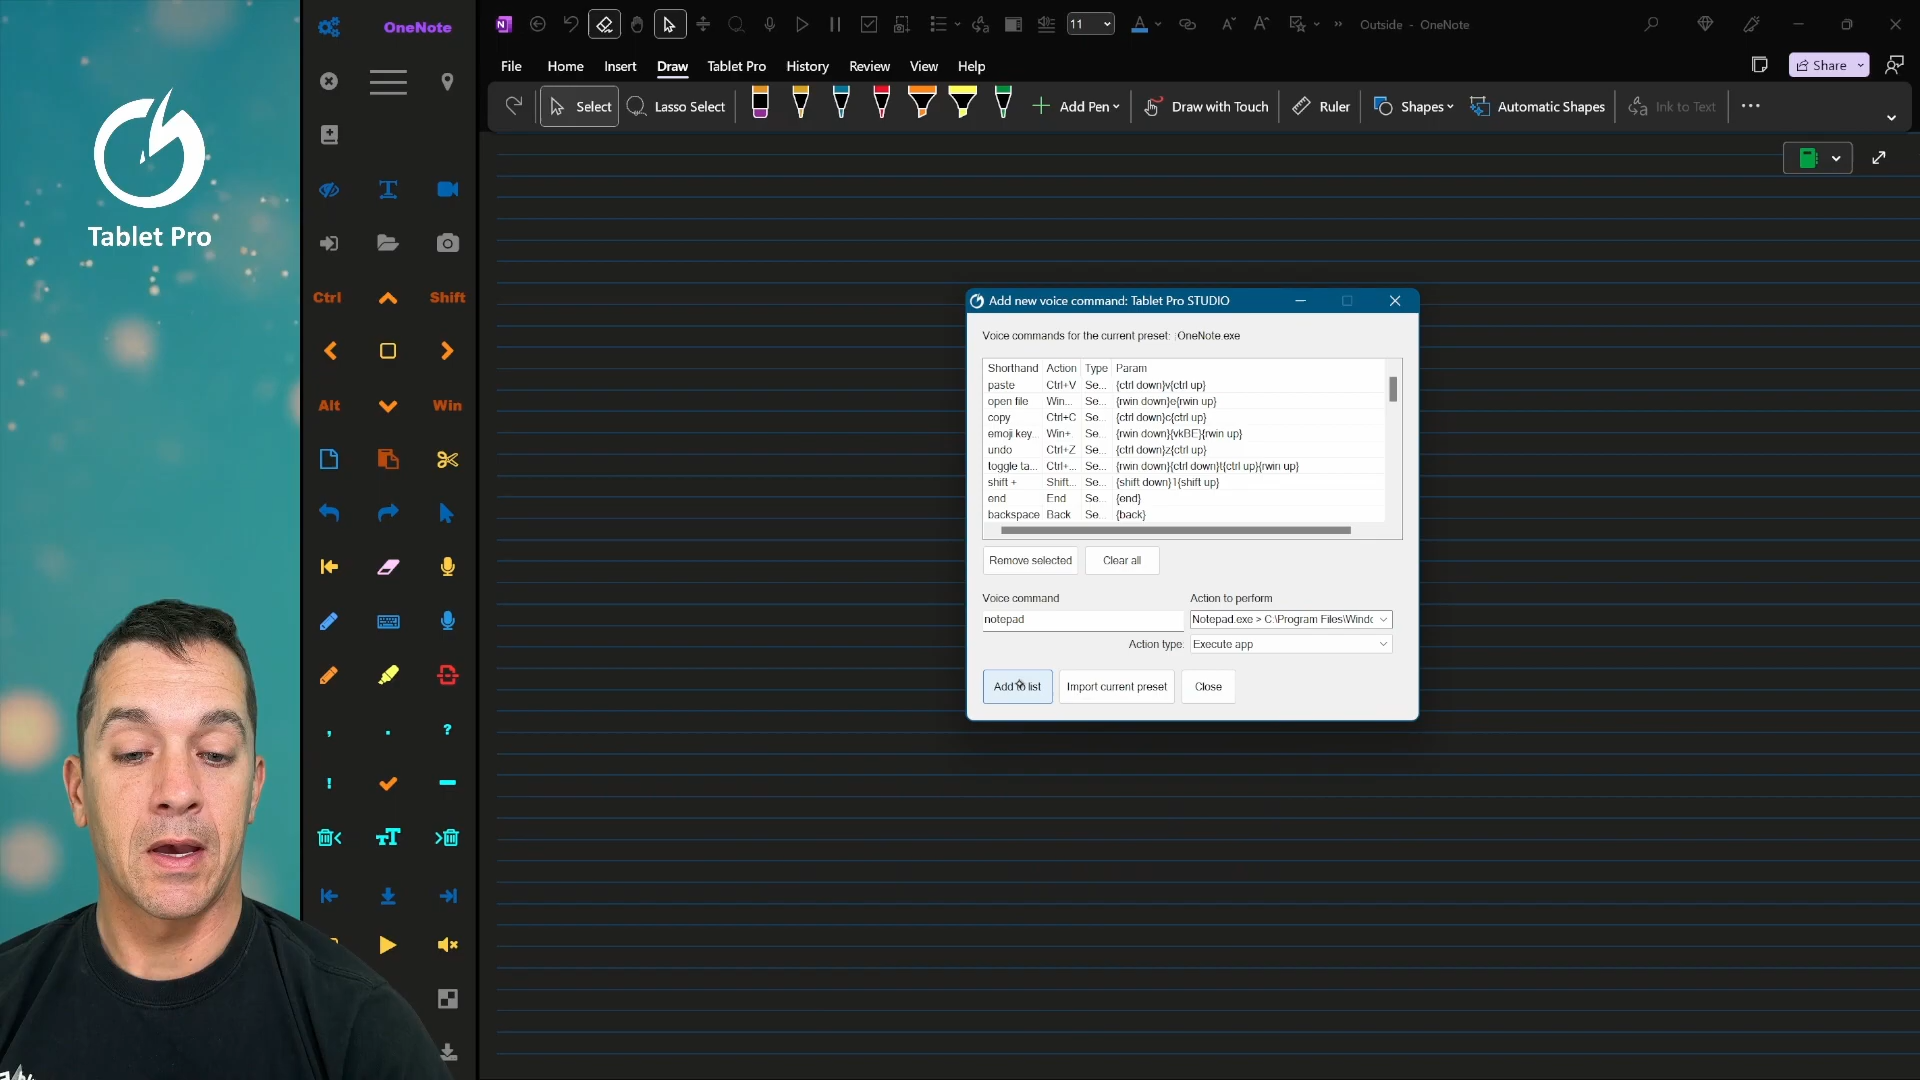 Tablet Pro
OneNote
Ctrl
Shift
Alt
Win
11
Outside - OneNote
File
Home
Insert
Draw
Tablet Pro
History
Review
View
Help
Share
Select
Lasso Select
Add Pen
Draw with Touch
Ruler
Shapes
Automatic Shapes
Ink to Text
Add new voice command: Tablet Pro STUDIO
Voice commands for the current preset: OneNote.exe
Shorthand Action Type Param
paste Ctrl+V Se... {ctrl down}v{ctrl up}
open file Win... Se... {rwin down}e{rwin up}
copy Ctrl+C Se... {ctrl down}c{ctrl up}
emoji key... Win+. Se... {rwin down}{vkBE}{rwin up}
undo Ctrl+Z Se... {ctrl down}z{ctrl up}
toggle ta... Ctrl+... Se... {rwin down}{ctrl down}t{ctrl up}{rwin up}
shift + Shift... Se... {shift down}1{shift up}
end End Se... {end}
backspace Back Se... {back}
Remove selected
Clear all
Voice command
Action to perform
notepad
Notepad.exe > C:\Program Files\Windc
Action type:
Execute app
Add to list
Import current preset
Close